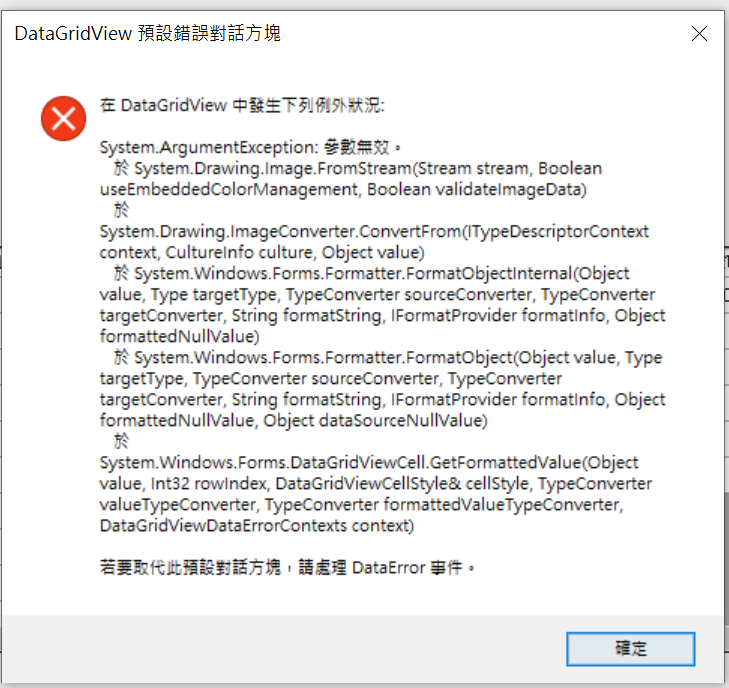 DataGridView 預設錯誤對話方塊
在 DataGridView 中發生下列例外狀況:
System.ArgumentException: 參數無效。
於 System.Drawing.Image.FromStream(Stream stream, Boolean
useEmbeddedColorManagement, Boolean validateImageData)
於
System.Drawing.ImageConverter.ConvertFrom(ITypeDescriptorContext
context, CultureInfo culture, Object value)
於 System.Windows.Forms.Formatter.FormatObjectInternal(Object
value, Type targetType, TypeConverter sourceConverter, TypeConverter
targetConverter, String formatString, IFormatProvider formatInfo, Object
formattedNullValue)
於 System.Windows.Forms.Formatter.FormatObject(Object value, Type
targetType, TypeConverter sourceConverter, TypeConverter
targetConverter, String formatString, IFormatProvider formatInfo, Object
formattedNullValue, Object dataSourceNullValue)
於
System.Windows.Forms.DataGridViewCell.GetFormattedValue(Object
value, Int32 rowIndex, DataGridViewCellStyle& cellStyle, TypeConverter
valueTypeConverter, TypeConverter formattedValueTypeConverter,
DataGridViewDataErrorContexts context)
若要取代此預設對話方塊，請處理 DataError 事件。
確定